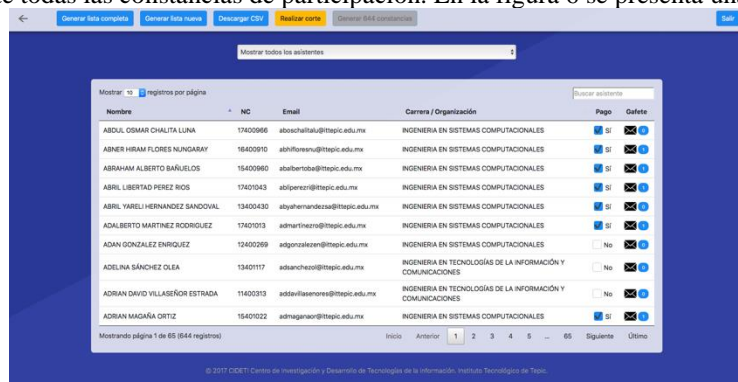 de todas las constancias de participación. En la figura 6 se presenta una
Generar lista completa Generar lista nueva Descargar CSV Realizar corte Generar 644 constancias Salir
Mostrar todos los asistentes
Mostrar 10 registros por página Buscar asistente
Nombre NC Email Carrera / Organización Pago Gafete
ABDUL OSMAR CHALITA LUNA 17400966 aboschalitalu@ittepic.edu.mx INGENIERIA EN SISTEMAS COMPUTACIONALES Sí 0
ABNER HIRAM FLORES NUNGARAY 16400910 abhifloresnu@ittepic.edu.mx INGENIERIA EN SISTEMAS COMPUTACIONALES Sí 1
ABRAHAM ALBERTO BAÑUELOS 15400960 abalbertoba@ittepic.edu.mx INGENIERIA EN SISTEMAS COMPUTACIONALES Sí 1
ABRIL LIBERTAD PEREZ RIOS 17401043 abliperezri@ittepic.edu.mx INGENIERIA EN SISTEMAS COMPUTACIONALES Sí 1
ABRIL YARELI HERNANDEZ SANDOVAL 13400430 abyahernandezsa@ittepic.edu.mx INGENIERIA EN SISTEMAS COMPUTACIONALES Sí 0
ADALBERTO MARTINEZ RODRIGUEZ 17401013 admartinezro@ittepic.edu.mx INGENIERIA EN SISTEMAS COMPUTACIONALES Sí 1
ADAN GONZALEZ ENRIQUEZ 12400269 adgonzalezen@ittepic.edu.mx INGENIERIA EN SISTEMAS COMPUTACIONALES No 0
ADELINA SÁNCHEZ OLEA 13401117 adsanchezol@ittepic.edu.mx INGENIERIA EN TECNOLOGÍAS DE LA INFORMACIÓN Y COMUNICACIONES No 0
ADRIAN DAVID VILLASEÑOR ESTRADA 11400313 addavillasenores@ittepic.edu.mx INGENIERIA EN TECNOLOGÍAS DE LA INFORMACIÓN Y COMUNICACIONES No 0
ADRIAN MAGAÑA ORTIZ 15401022 admaganaor@ittepic.edu.mx INGENIERIA EN SISTEMAS COMPUTACIONALES Sí 1
Mostrando página 1 de 65 (644 registros) Inicio Anterior 1 2 3 4 5 ... 65 Siguiente Último
© 2017 CIDETI Centro de Investigación y Desarrollo de Tecnologías de la Información. Instituto Tecnológico de Tepic.